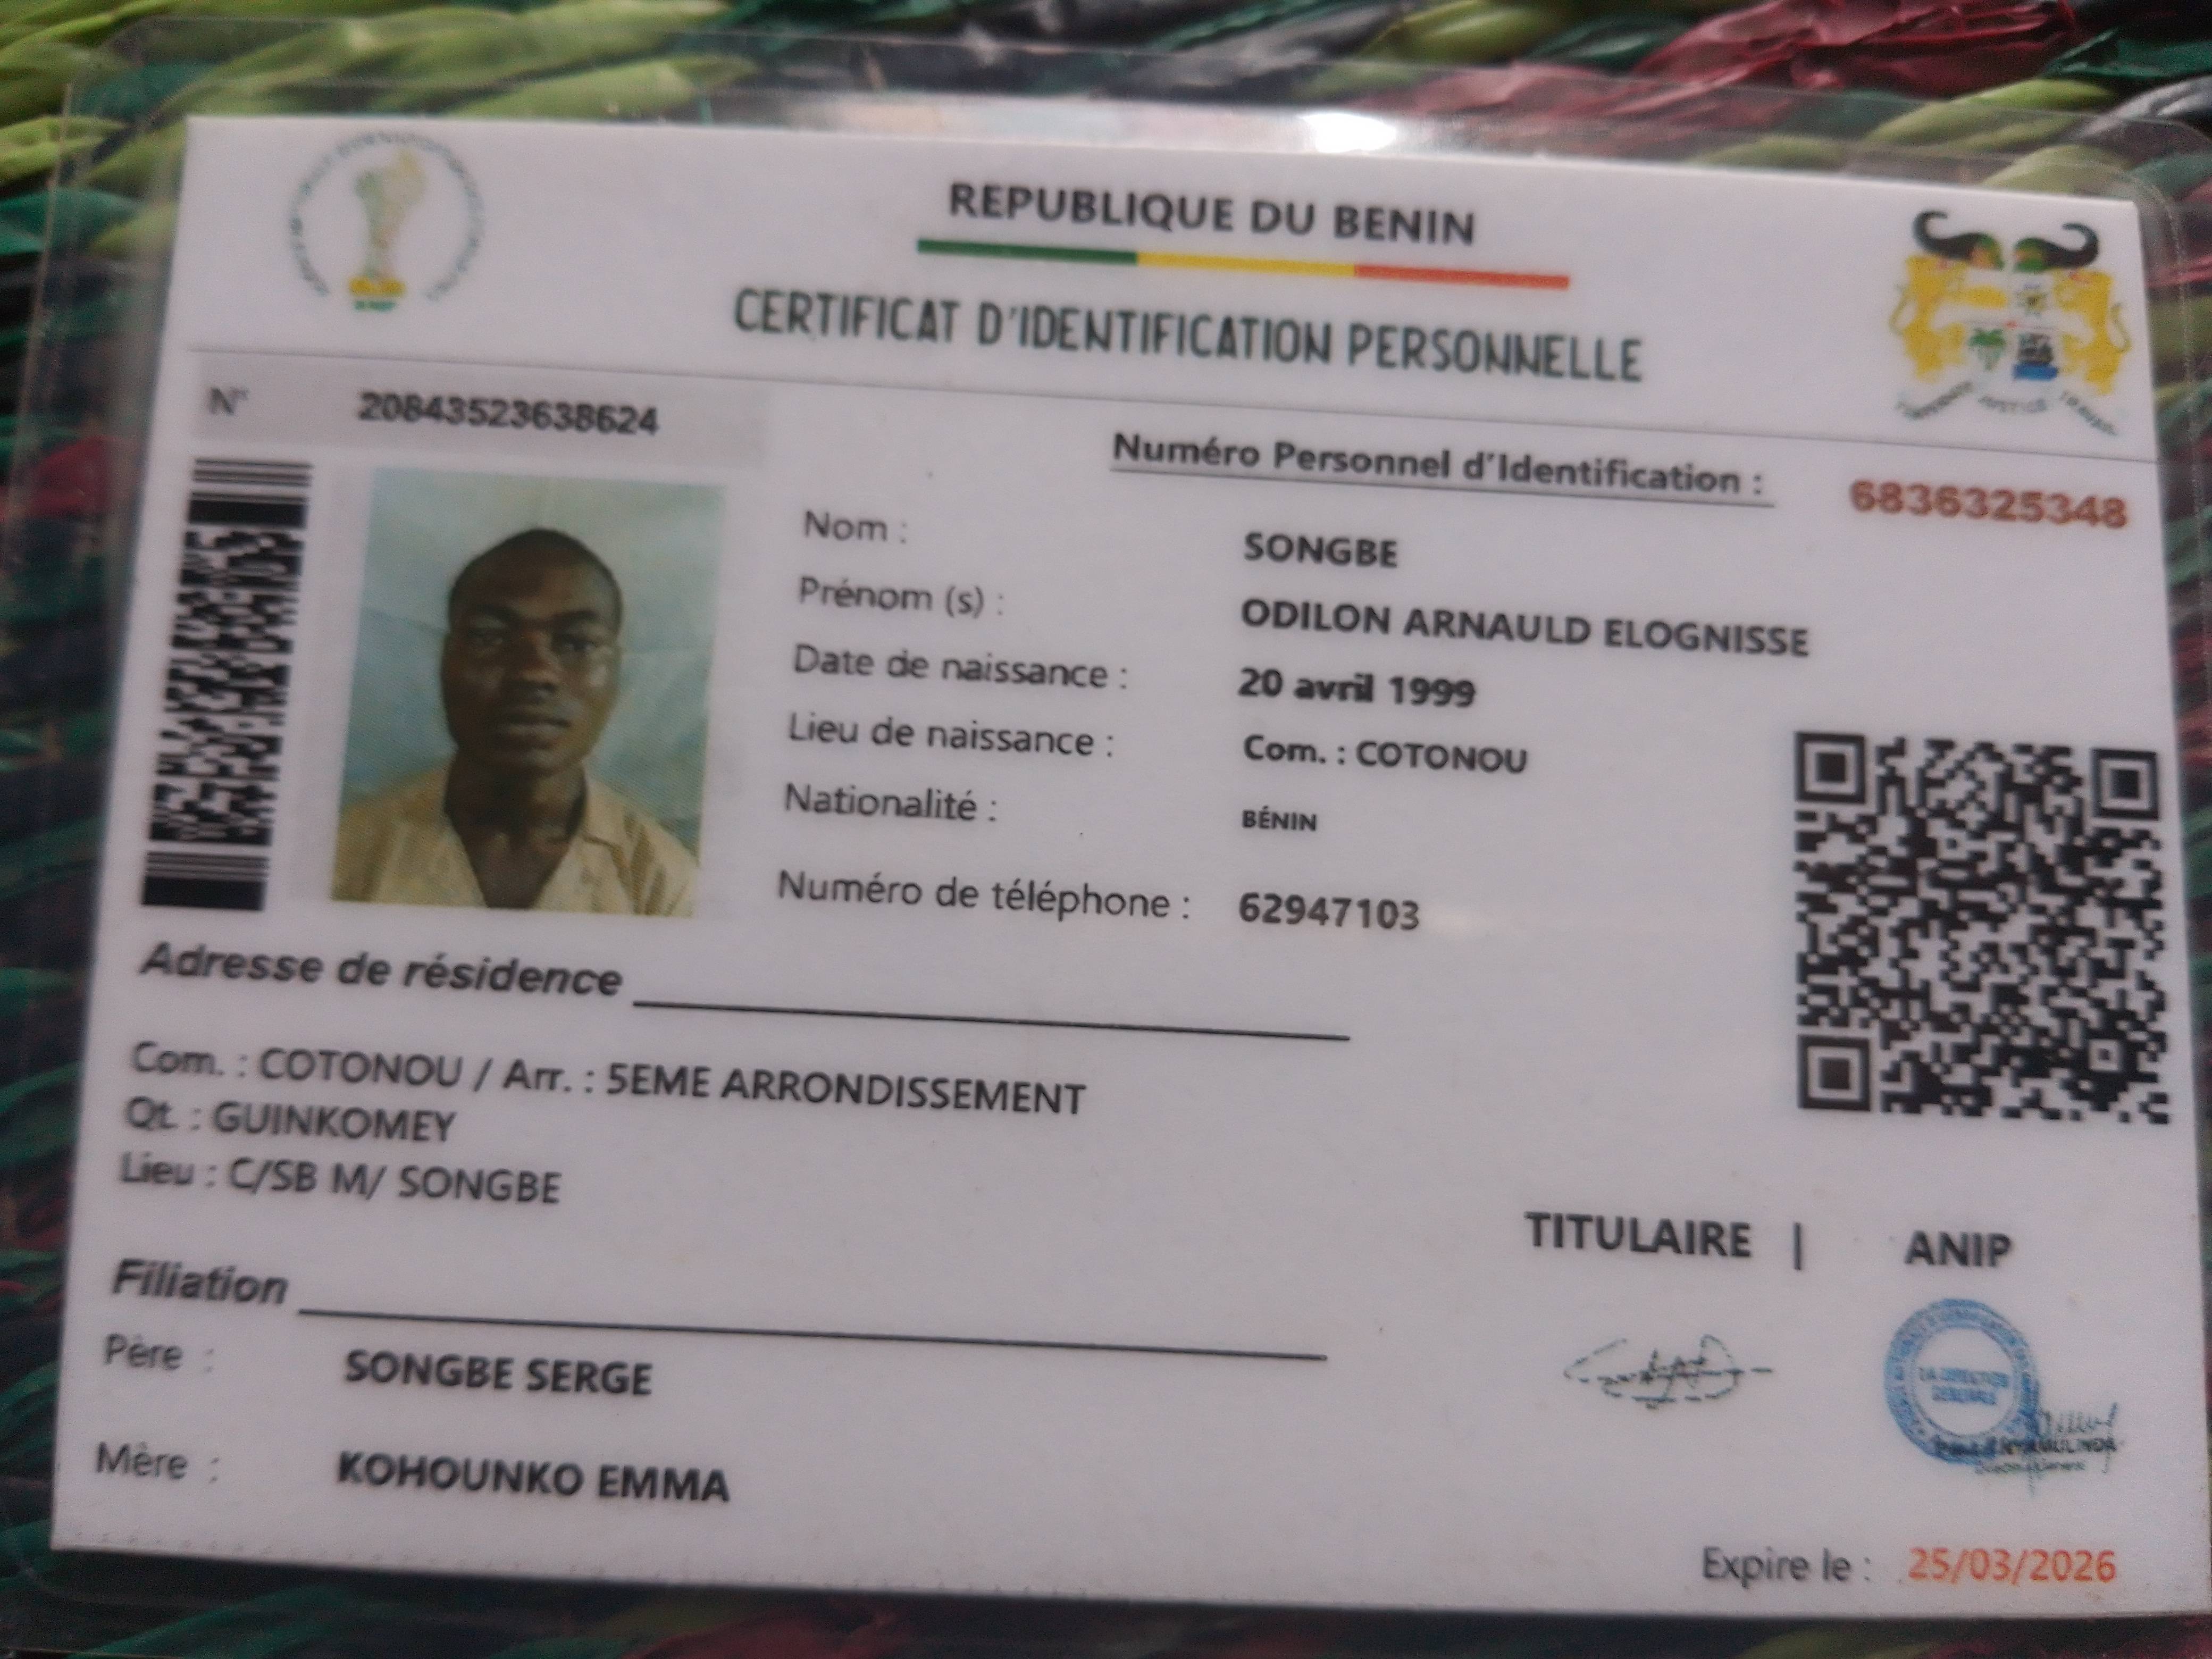 REPUBLIQUE DU BENIN
CERTIFICAT D'IDENTIFICATION PERSONNELLE
N° 20843523638624
Numéro Personnel d'Identification : 6836325348
Nom : SONGBE
Prénom (s) : ODILON ARNAULD ELOGNISSE
Date de naissance : 20 avril 1999
Lieu de naissance : Com. : COTONOU
Nationalité : BÉNIN
Numéro de téléphone : 62947103
Adresse de résidence
Com. : COTONOU / Arr. : 5EME ARRONDISSEMENT
Qt. : GUINKOMEY
Lieu : C/SB M/ SONGBE
TITULAIRE | ANIP
Filiation
Père : SONGBE SERGE
LA DIRECTION
GENERALE
Mère : KOHOUNKO EMMA
Expire le : 25/03/2026